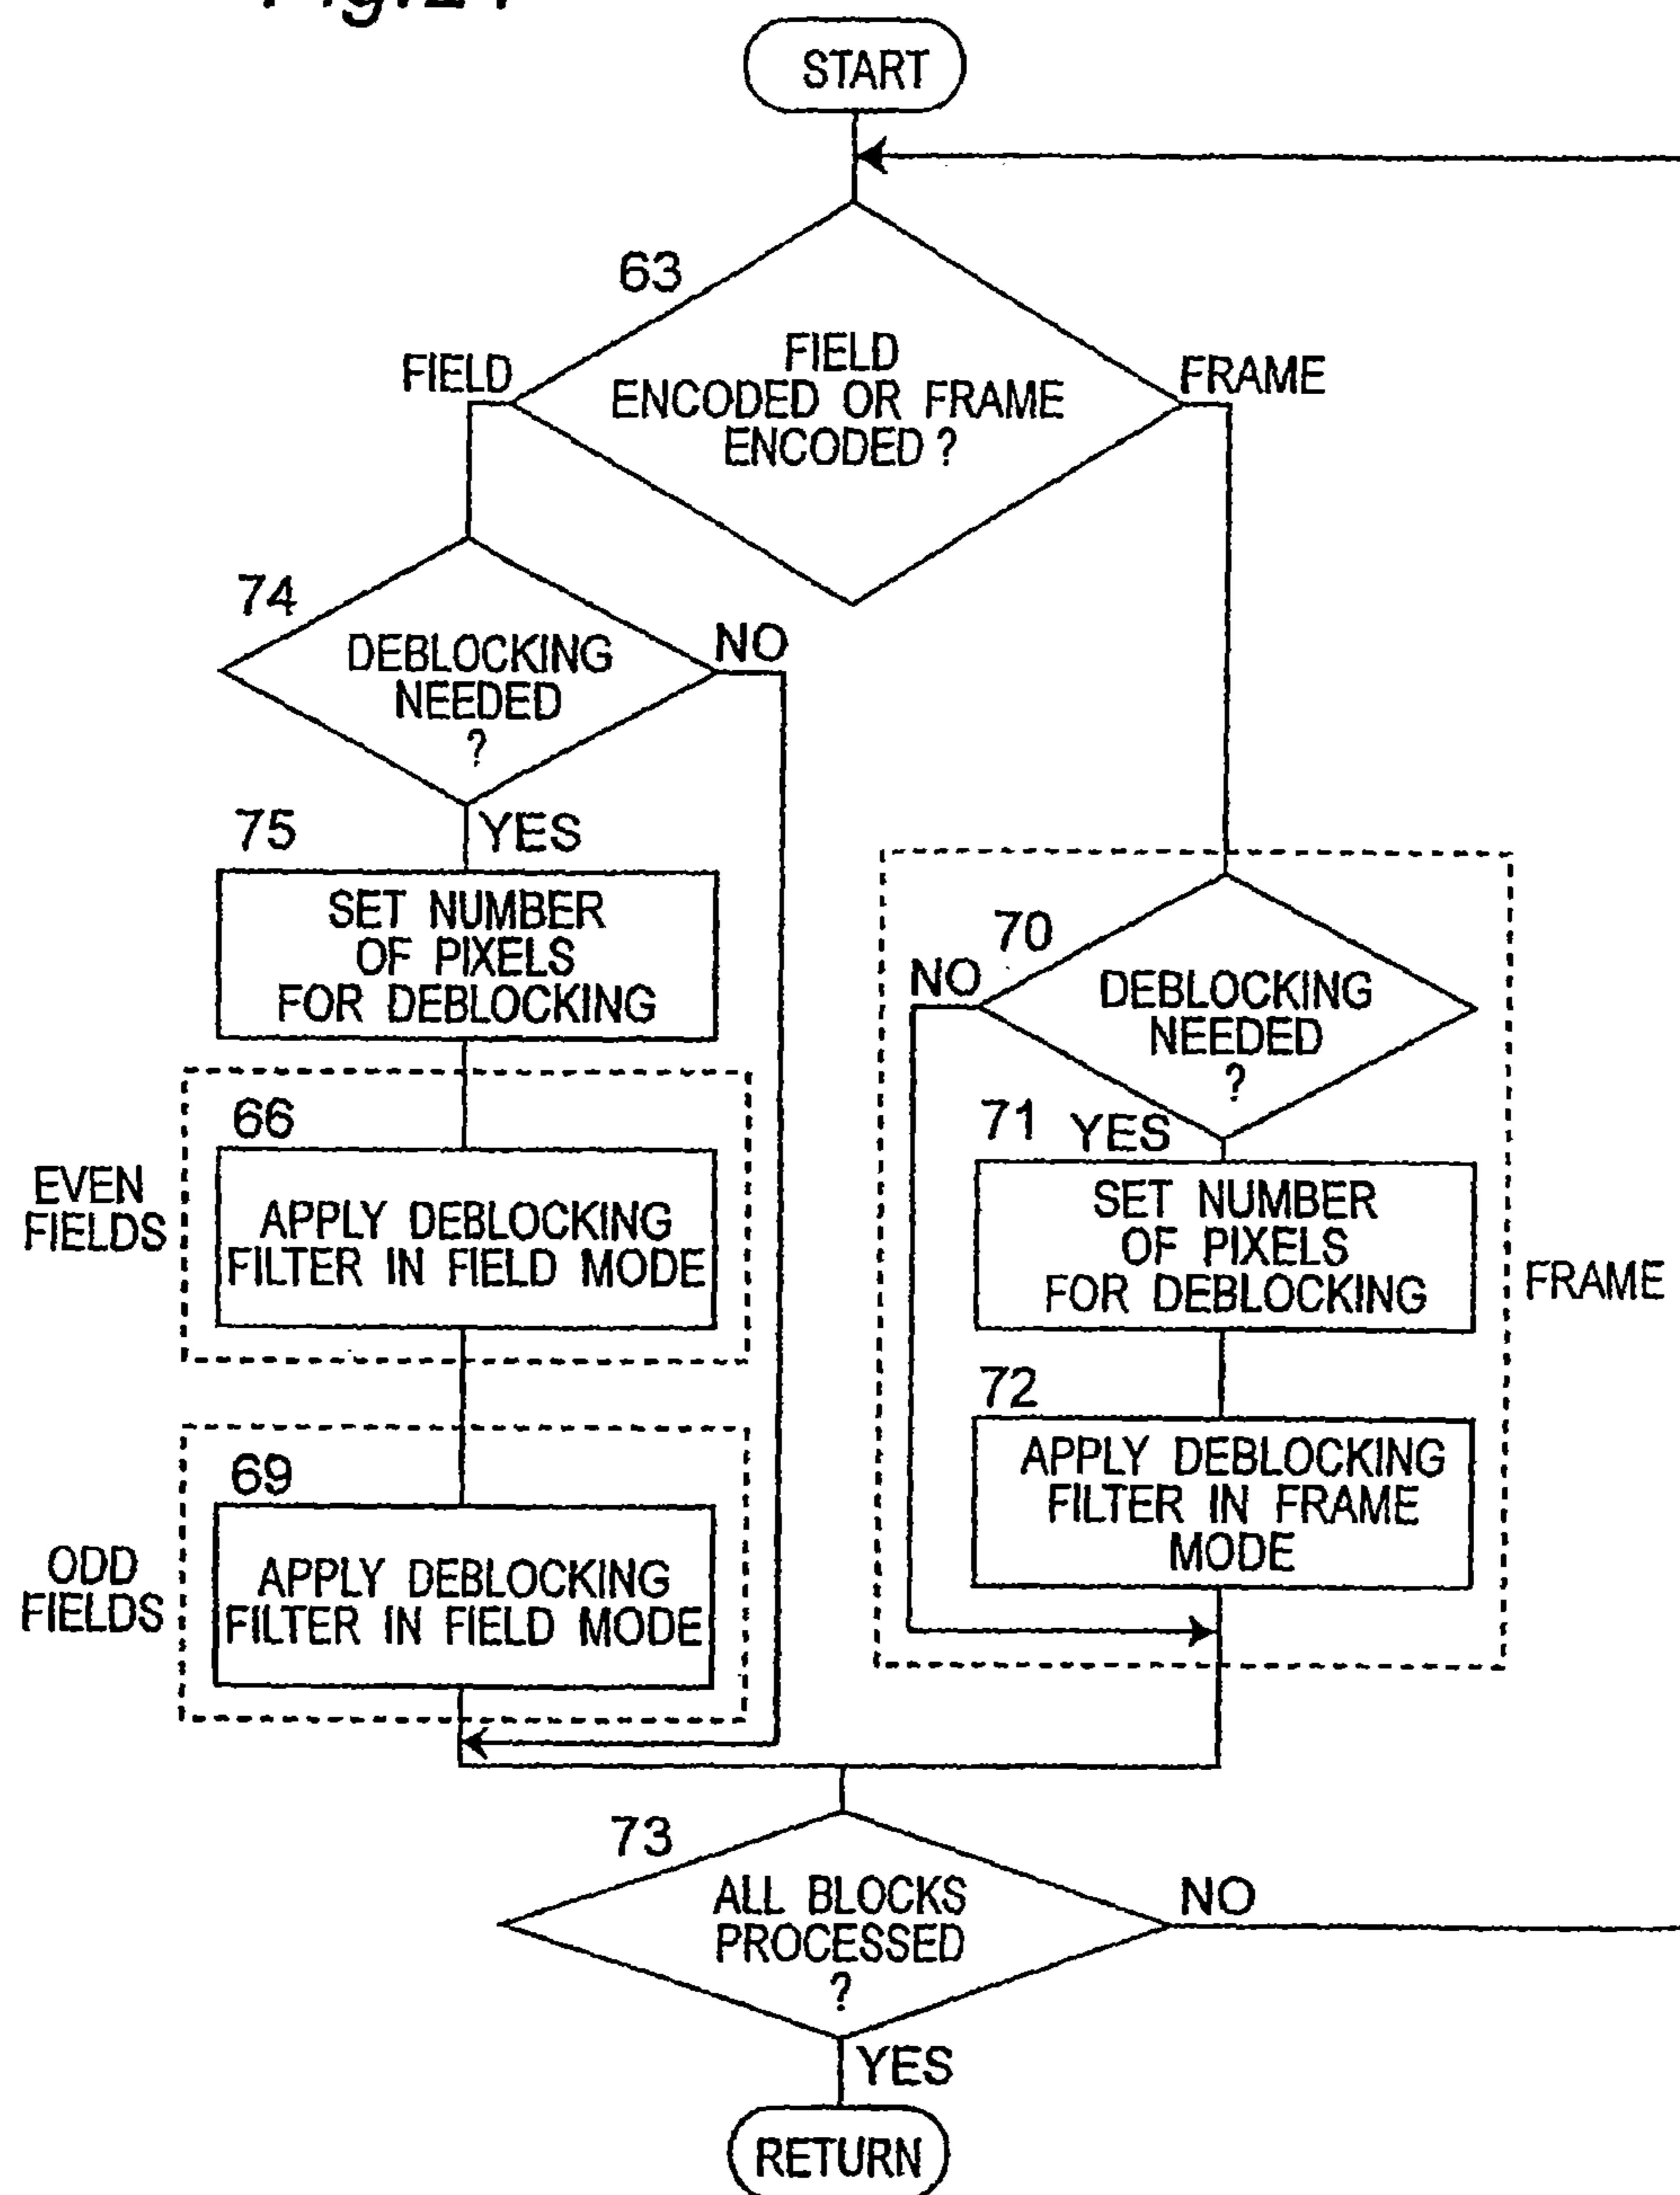 START
63
FIELD
ENCODED OR FRAME
ENCODED ?
FIELD
FRAME
74
DEBLOCKING
NEEDED
?
NO
YES
75
SET NUMBER
OF PIXELS
FOR DEBLOCKING
EVEN
FIELDS
66
APPLY DEBLOCKING
FILTER IN FIELD MODE
ODD
FIELDS
69
APPLY DEBLOCKING
FILTER IN FIELD MODE
70
NO
DEBLOCKING
NEEDED
?
71
YES
SET NUMBER
OF PIXELS
FOR DEBLOCKING
FRAME
72
APPLY DEBLOCKING
FILTER IN FRAME
MODE
73
ALL BLOCKS
PROCESSED
?
NO
YES
RETURN